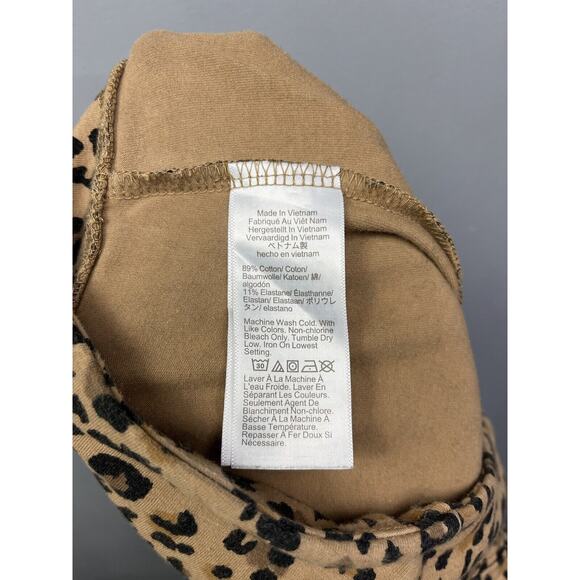 Made In Vietnam
Fabriqué Au Viêt Nam
Hergestellt In Vietnam
Vervaardigd In Vietnam
ベトナム製
hecho en vietnam
89% Cotton/ Coton/
Baumwolle/ Katoen/ 綿/
algodón
11% Elastane/ Élasthanne/
Elastan/ Elastaan/ ポリウレ
タン/ elastano
Machine Wash Cold. With
Like Colors. Non-chlorine
Bleach Only. Tumble Dry
Low. Iron On Lowest
Setting.
30
Laver À La Machine À
L'eau Froide. Laver En
Séparant Les Couleurs.
Seulement Agent De
Blanchiment Non-chlore.
Sécher À La Machine À
Basse Température.
Repasser À Fer Doux Si
Nécessaire.